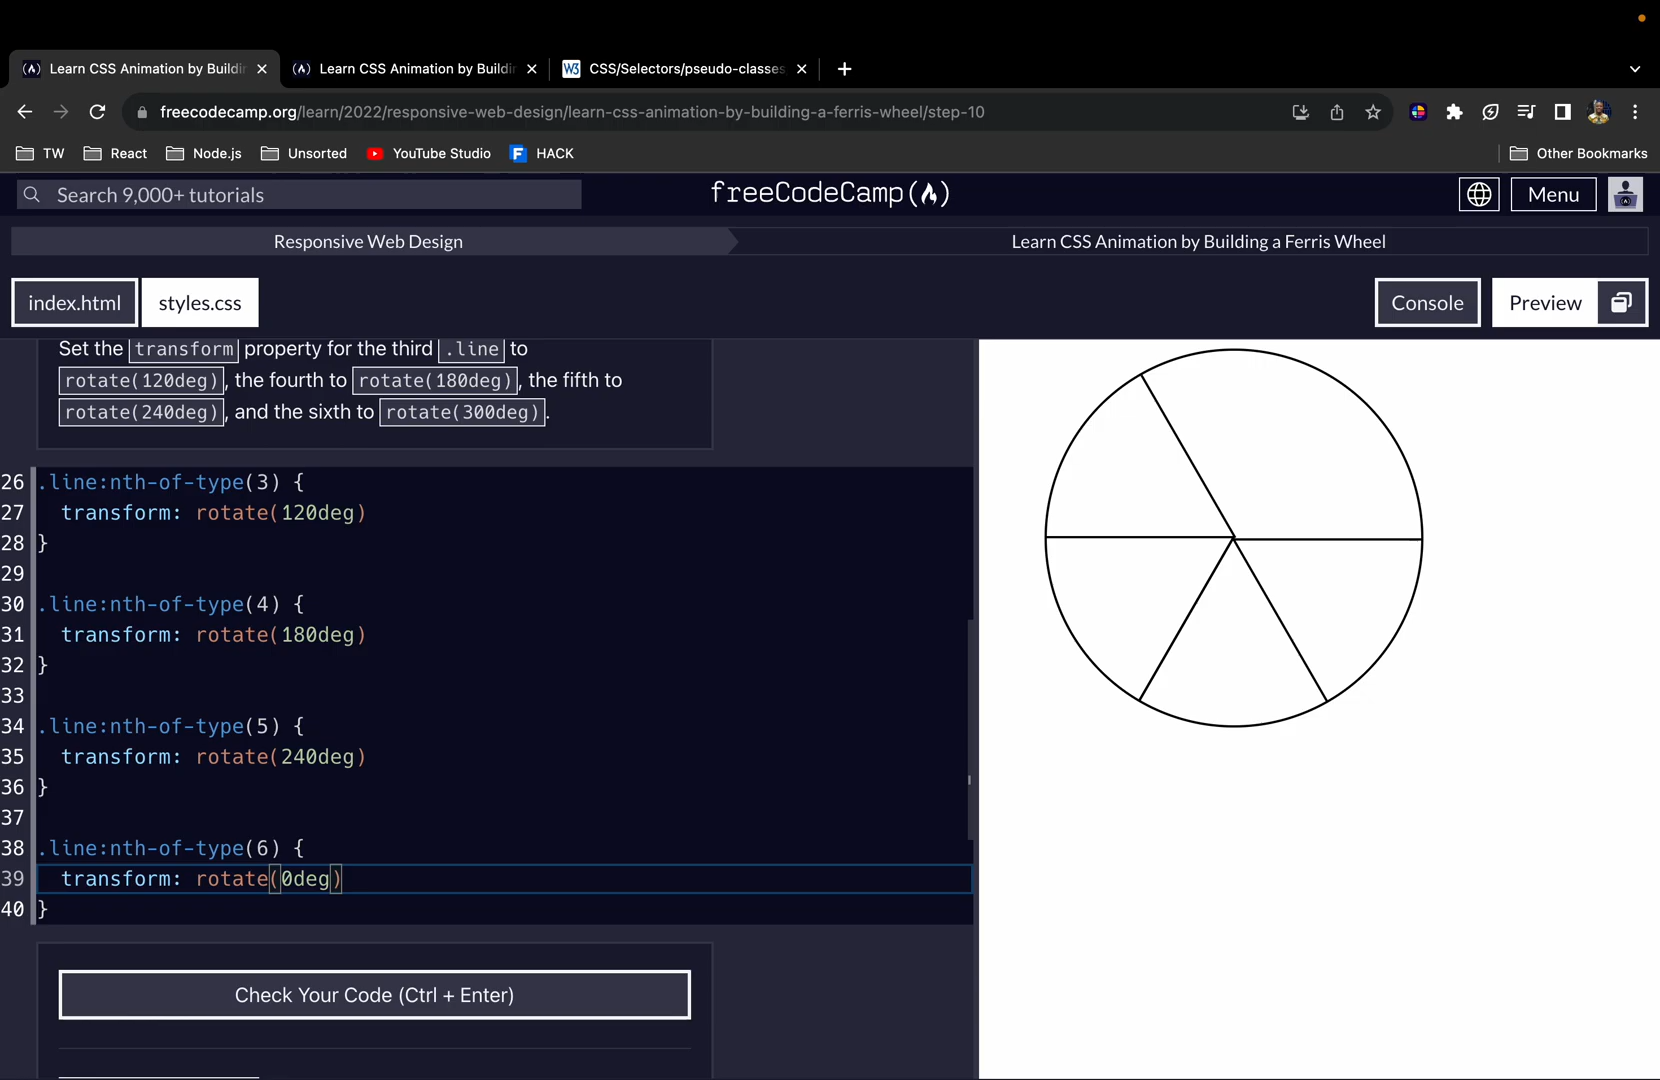 Learn CSS Animation by Buildin
Learn CSS Animation by Buildin
CSS/Selectors/pseudo-classes
freecodecamp.org/learn/2022/responsive-web-design/learn-css-animation-by-building-a-ferris-wheel/step-10
TW
React
Node.js
Unsorted
YouTube Studio
F HACK
Other Bookmarks
Search 9,000+ tutorials
freeCodeCamp
Menu
Responsive Web Design
Learn CSS Animation by Building a Ferris Wheel
index.html
styles.css
Console
Preview
Set the transform property for the third .line to
rotate(120deg), the fourth to rotate(180deg), the fifth to
rotate(240deg), and the sixth to rotate(300deg).
26 .line:nth-of-type(3) {
27 transform: rotate(120deg)
28 }
29
30 .line:nth-of-type(4) {
31 transform: rotate(180deg)
32 }
33
34 .line:nth-of-type(5) {
35 transform: rotate(240deg)
36 }
37
38 .line:nth-of-type(6) {
39 transform: rotate(0deg)
40 }
Check Your Code (Ctrl + Enter)